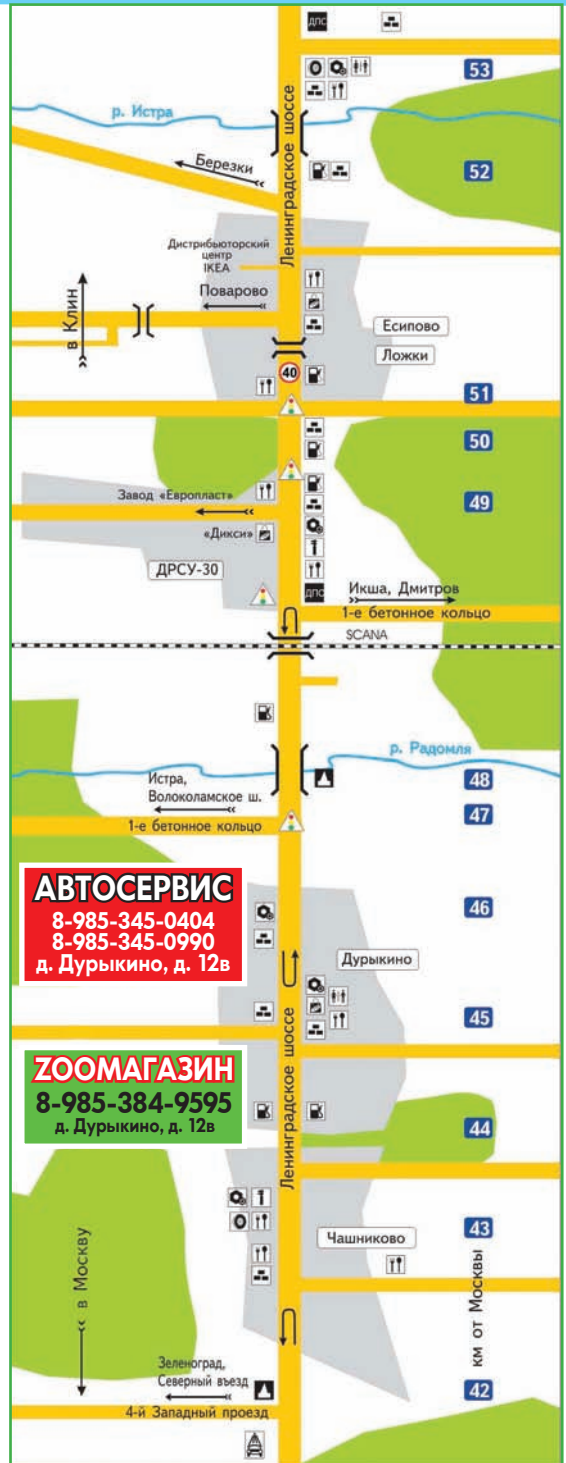 ДПС
53
р. Истра
Ленинградское шоссе
Березки
52
Дистрибьюторский
центр
IKEA
Поварово
в Клин
Есипово
Ложки
40
51
50
Завод «Европласт»
49
«Дикси»
ДРСУ-30
ДПС
Икша, Дмитров
1-е бетонное кольцо
SCANA
р. Радомля
48
Истра,
Волоколамское ш.
47
1-е бетонное кольцо
АВТОСЕРВИС
8-985-345-0404
8-985-345-0990
д. Дурыкино, д. 12в
46
Дурыкино
45
Ленинградское шоссе
ZООМАГАЗИН
8-985-384-9595
д. Дурыкино, д. 12в
44
43
Чашниково
в Москву
км от Москвы
Зеленоград,
Северный въезд
42
4-й Западный проезд